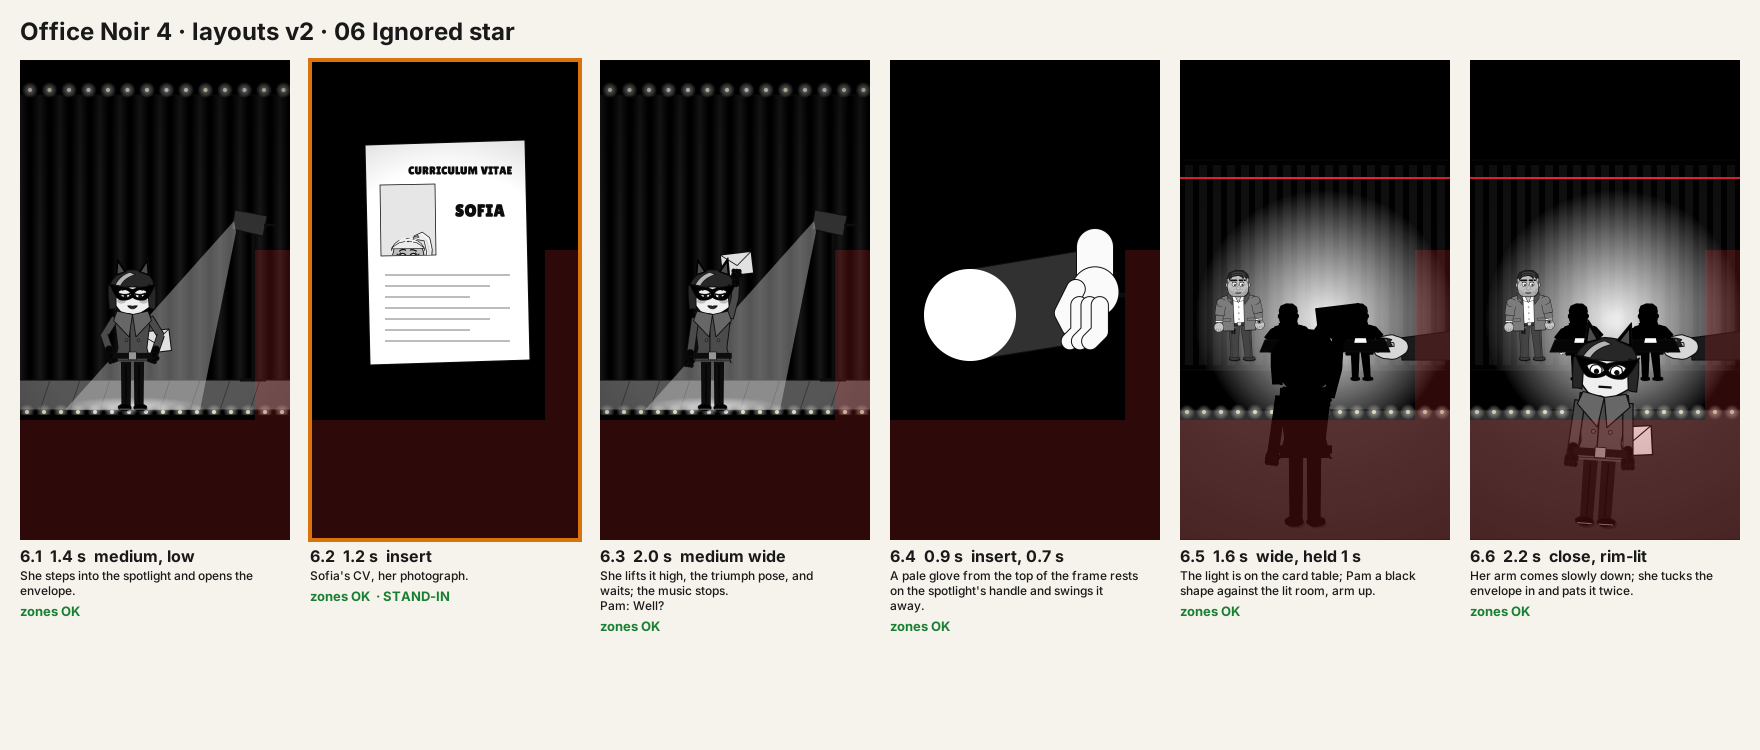 Office Noir 4 · layouts v2 · 06 Ignored star
CURRICULUM VITAE
SOFIA
6.1 1.4 s medium, low
She steps into the spotlight and opens the
envelope.
zones OK
6.2 1.2 s insert
Sofia's CV, her photograph.
zones OK · STAND-IN
6.3 2.0 s medium wide
She lifts it high, the triumph pose, and
waits; the music stops.
Pam: Well?
zones OK
6.4 0.9 s insert, 0.7 s
A pale glove from the top of the frame rests
on the spotlight's handle and swings it
away.
zones OK
6.5 1.6 s wide, held 1 s
The light is on the card table; Pam a black
shape against the lit room, arm up.
zones OK
6.6 2.2 s close, rim-lit
Her arm comes slowly down; she tucks the
envelope in and pats it twice.
zones OK